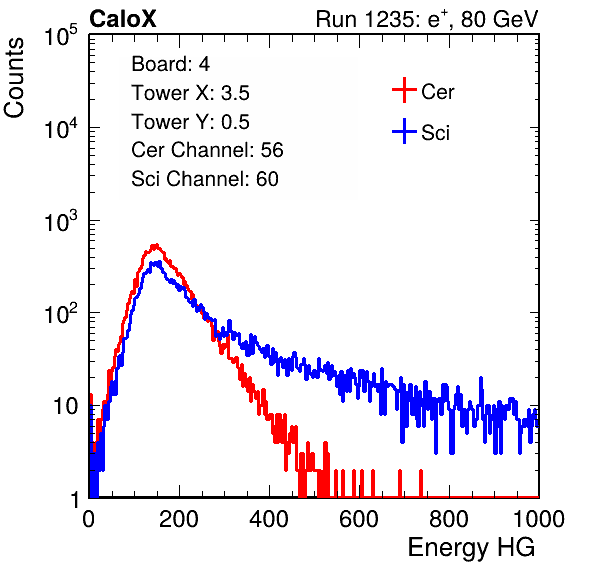 CaloX Run 1235: e⁺, 80 GeV
Counts
Board: 4
Tower X: 3.5
Tower Y: 0.5
Cer Channel: 56
Sci Channel: 60
Cer
Sci
10⁵
10⁴
10³
10²
10
1
0 200 400 600 800 1000
Energy HG